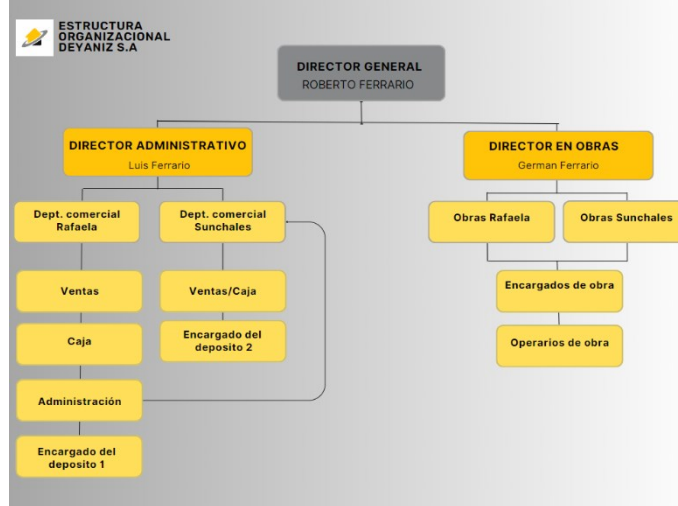 ESTRUCTURA
ORGANIZACIONAL
DEYANIZ S.A
DIRECTOR GENERAL
ROBERTO FERRARIO
DIRECTOR ADMINISTRATIVO
Luis Ferrario
DIRECTOR EN OBRAS
German Ferrario
Dept. comercial
Rafaela
Dept. comercial
Sunchales
Obras Rafaela
Obras Sunchales
Ventas
Ventas/Caja
Encargados de obra
Caja
Encargado del
deposito 2
Operarios de obra
Administración
Encargado del
deposito 1